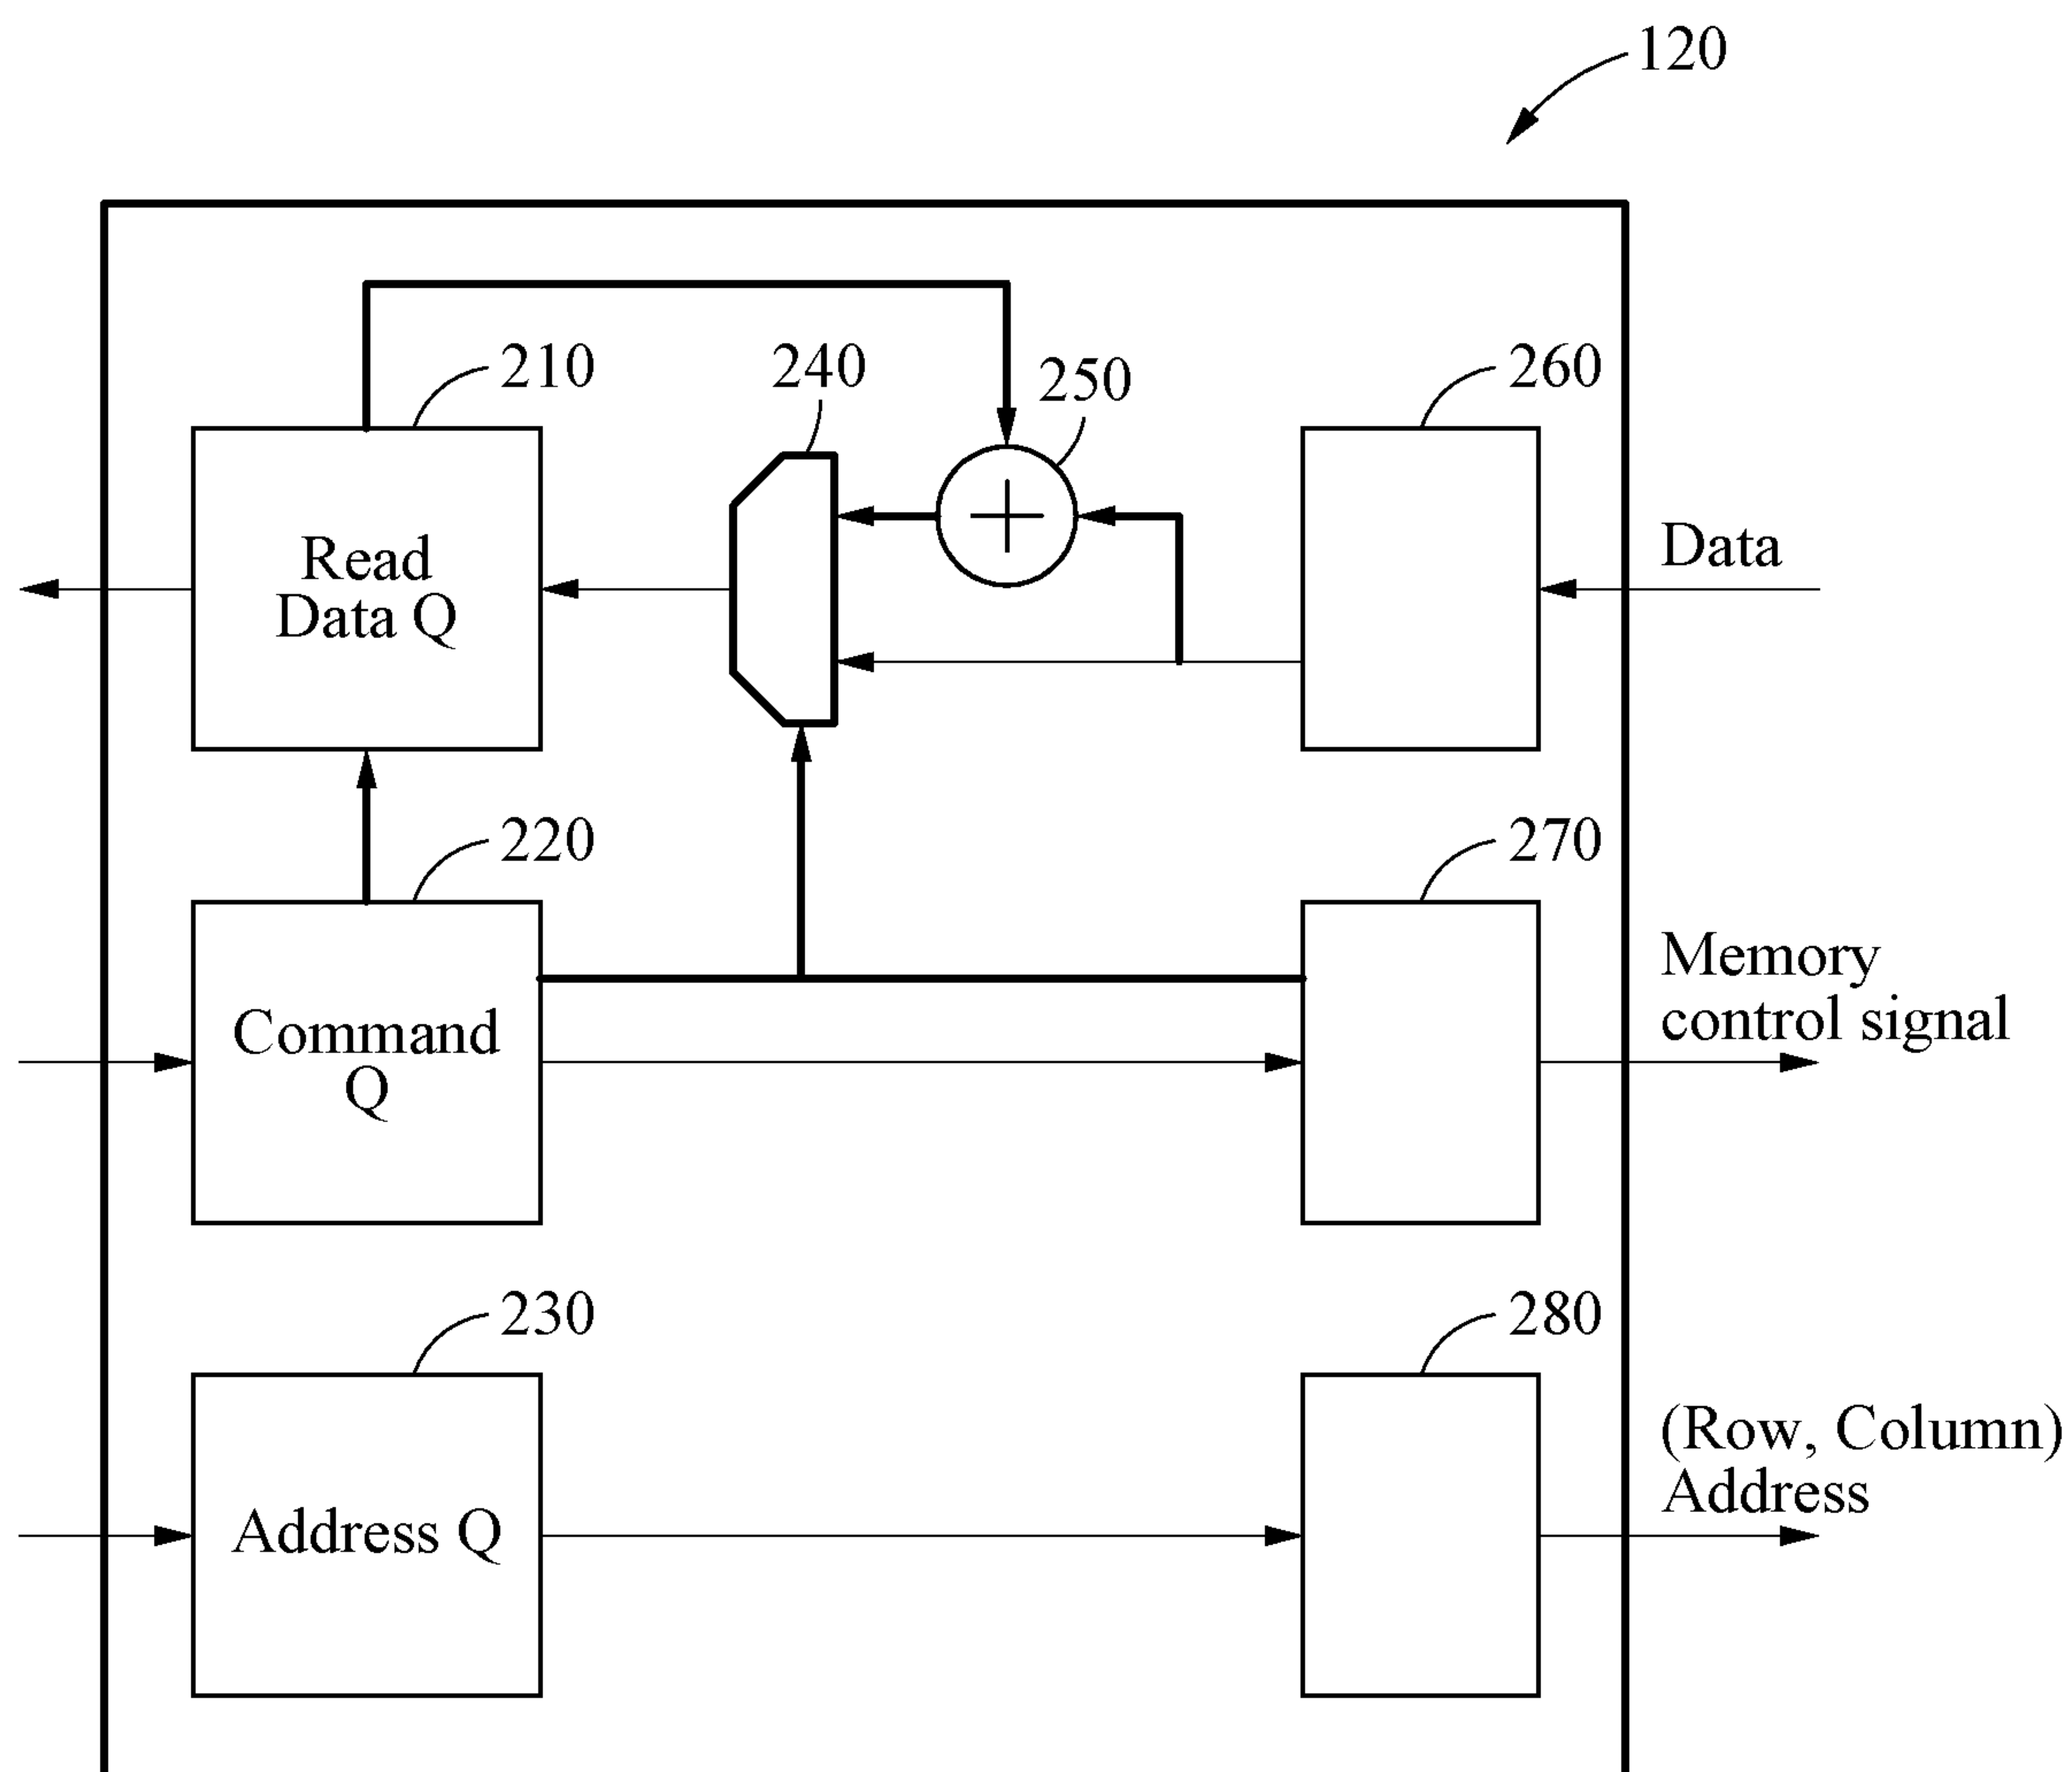 120
210
240
250
260
Read
Data Q
Data
220
270
Command
Q
Memory
control signal
230
280
Address Q
(Row, Column)
Address